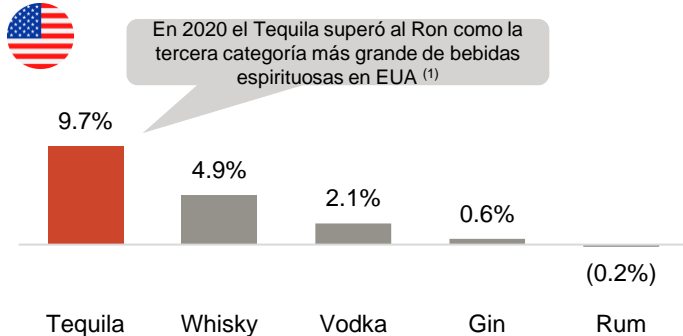 En 2020 el Tequila superó al Ron como la
tercera categoría más grande de bebidas
espirituosas en EUA (1)
9.7%
4.9%
2.1%
0.6%
(0.2%)
Tequila Whisky Vodka Gin Rum